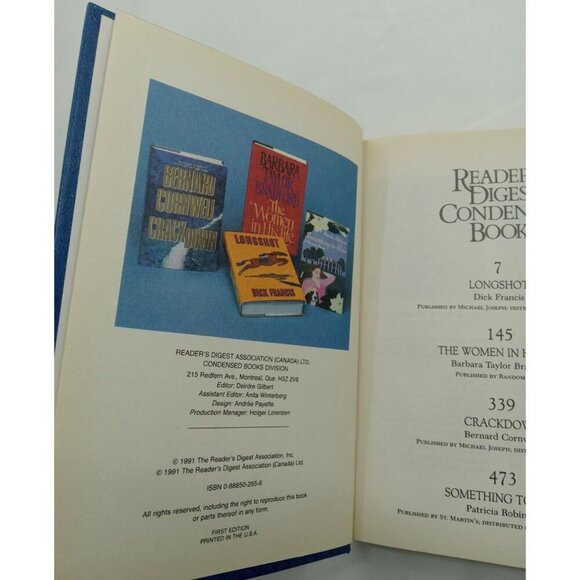 BERNARD
CORNWELL
CRACKDOWN
BARBARA
TAYLOR
BRADFORD
The
Women
in His Life
LONGSHOT
DICK FRANCIS
READER'S DIGEST ASSOCIATION (CANADA) LTD.
CONDENSED BOOKS DIVISION
215 Redfern Ave., Montreal, Que. H3Z 2V9
Editor: Deirdre Gilbert
Assistant Editor: Anita Winterberg
Design: Andrée Payette
Production Manager: Holger Lorenzen
© 1991 The Reader's Digest Association, Inc.
© 1991 The Reader's Digest Association (Canada) Ltd.
ISBN 0-88850-265-6
All rights reserved, including the right to reproduce this book
or parts thereof in any form.
FIRST EDITION
PRINTED IN THE U.S.A.
READER
DIGES
CONDEN
BOOK
7
LONGSHOT
Dick Francis
Published by Michael Joseph; distr
145
THE WOMEN IN H
Barbara Taylor Bra
Published by Random
339
CRACKDOW
Bernard Cornw
Published by Michael Joseph; dist
473
SOMETHING TO
Patricia Robin
Published by St. Martin's; distributed